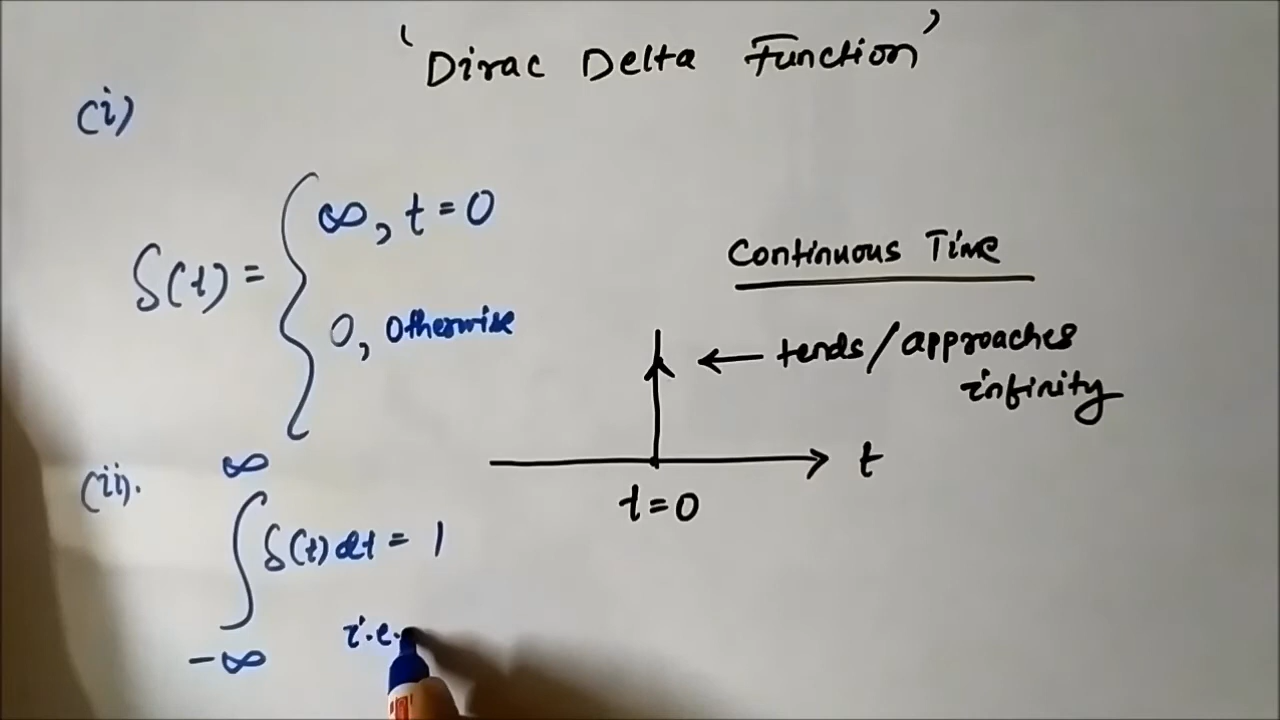 'Dirac Delta Function'
(i)
δ(t) = { ∞, t = 0
0, Otherwise
Continuous Time
← tends/approaches
infinity
t
t = 0
(ii).
∞
∫ δ(t) dt = 1
-∞
i.e.